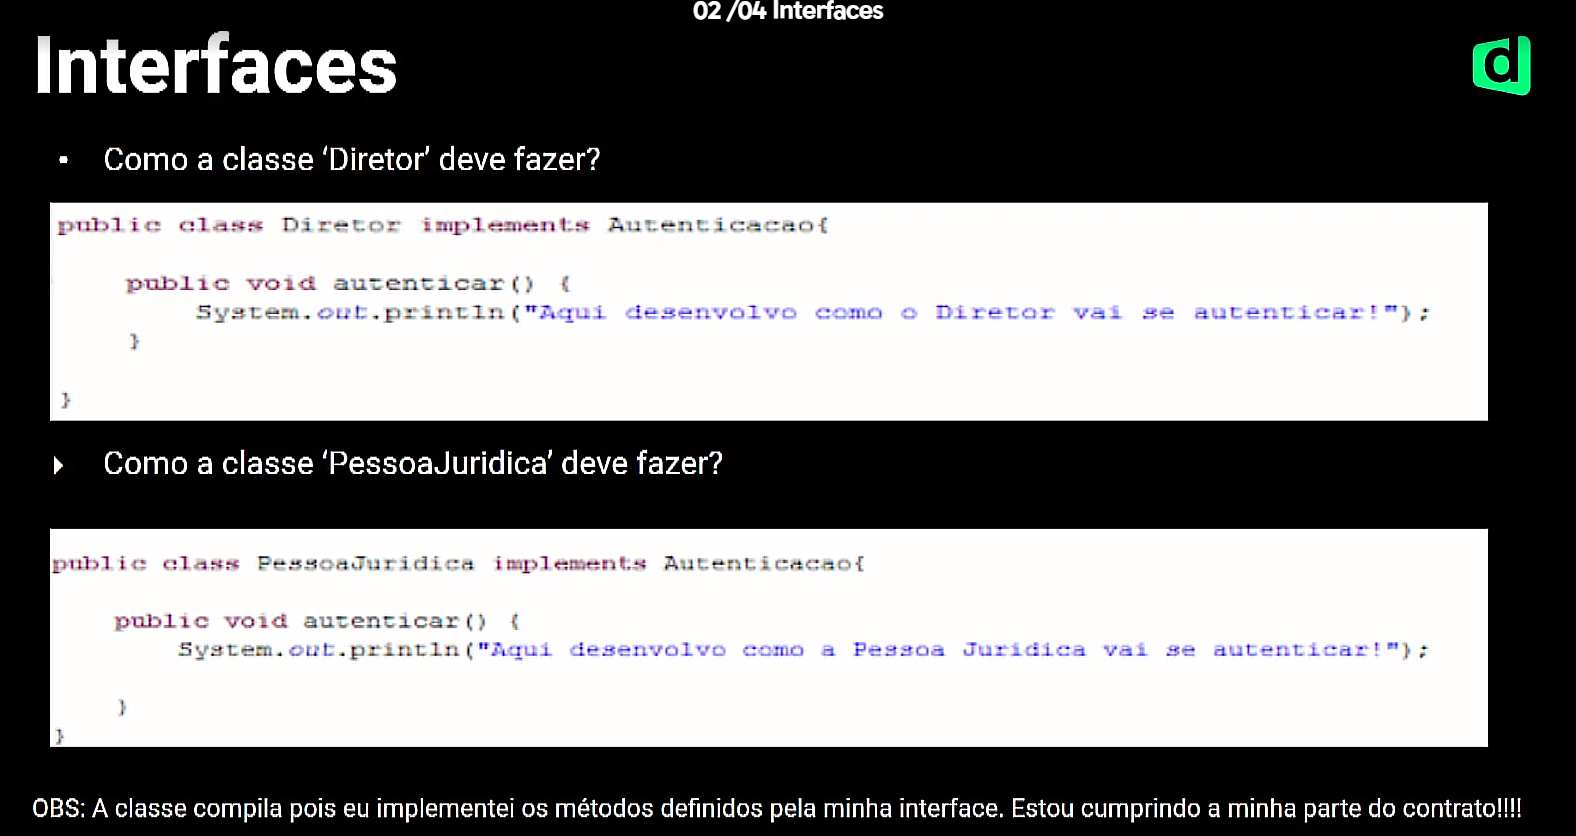 02 /04 Interfaces
Interfaces
d
• Como a classe ‘Diretor’ deve fazer?
public class Diretor implements Autenticacao{
public void autenticar() {
System.out.println("Aqui desenvolvo como o Diretor vai se autenticar!");
}
}
Como a classe ‘PessoaJuridica’ deve fazer?
public class PessoaJuridica implements Autenticacao{
public void autenticar() {
System.out.println("Aqui desenvolvo como a Pessoa Juridica vai se autenticar!");
}
}
OBS: A classe compila pois eu implementei os métodos definidos pela minha interface. Estou cumprindo a minha parte do contrato!!!!